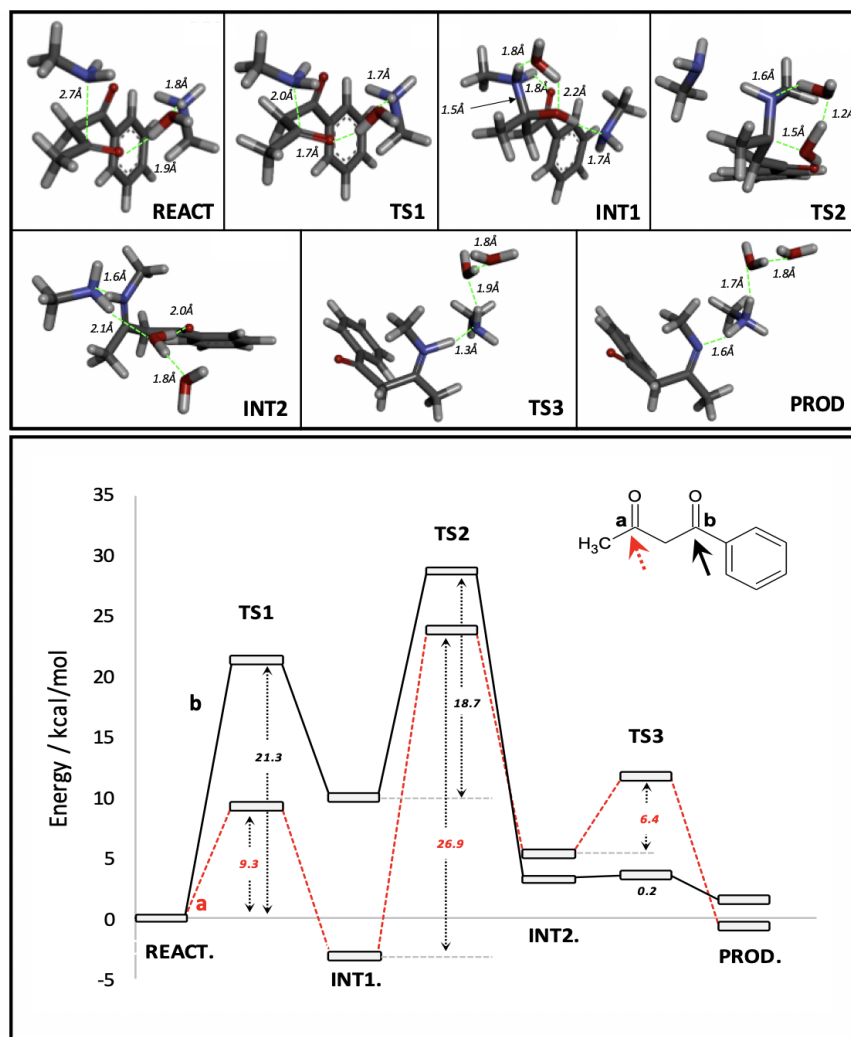 2.7Å
1.8Å
1.9Å
REACT
2.0Å
1.7Å
1.7Å
TS1
1.8Å
1.8Å
2.2Å
1.5Å
1.7Å
INT1
1.6Å
1.2Å
1.5Å
TS2
1.6Å
2.0Å
2.1Å
1.8Å
INT2
1.8Å
1.9Å
1.3Å
TS3
1.7Å
1.8Å
1.6Å
PROD
Energy / kcal/mol
35
30
25
20
15
10
5
0
-5
O
O
a
b
H₃C
TS1
TS2
TS3
b
a
21.3
9.3
18.7
26.9
6.4
0.2
REACT.
INT1.
INT2.
PROD.